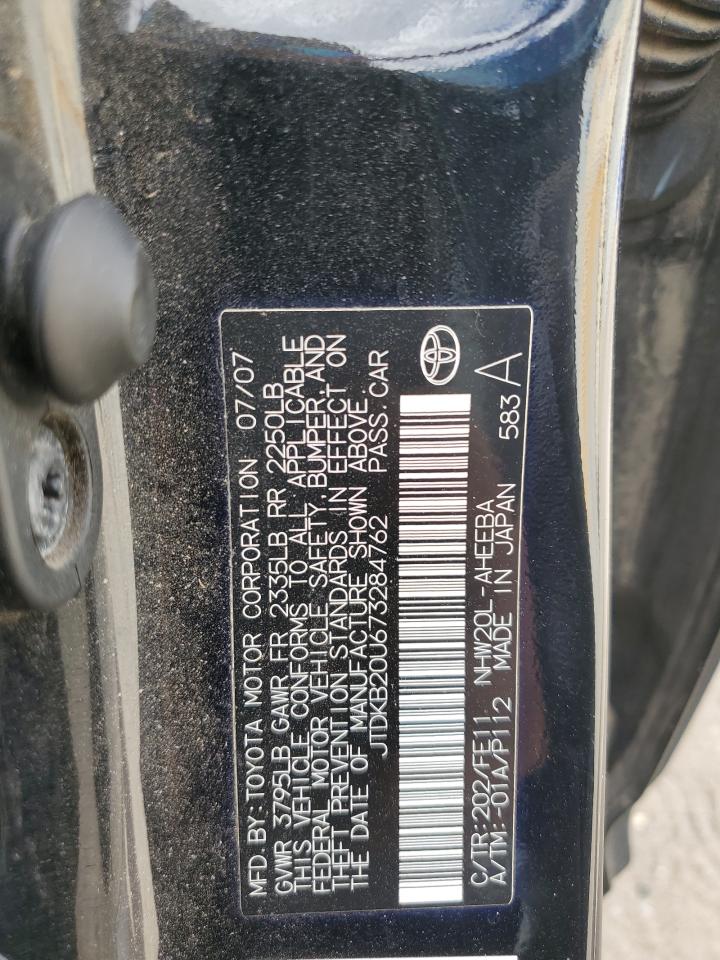 MFD. BY: TOYOTA MOTOR CORPORATION 07/07
GVWR 3795LB GAWR FR 2335LB RR 2250LB
THIS VEHICLE CONFORMS TO ALL APPLICABLE
FEDERAL MOTOR VEHICLE SAFETY, BUMPER, AND
THEFT PREVENTION STANDARDS IN EFFECT ON
THE DATE OF MANUFACTURE SHOWN ABOVE.
JTDKB20U673284762 PASS. CAR
C/TR: 202/FE11 NHW20L-AHEEBA 583
A/TM: -01A/P112 MADE IN JAPAN A